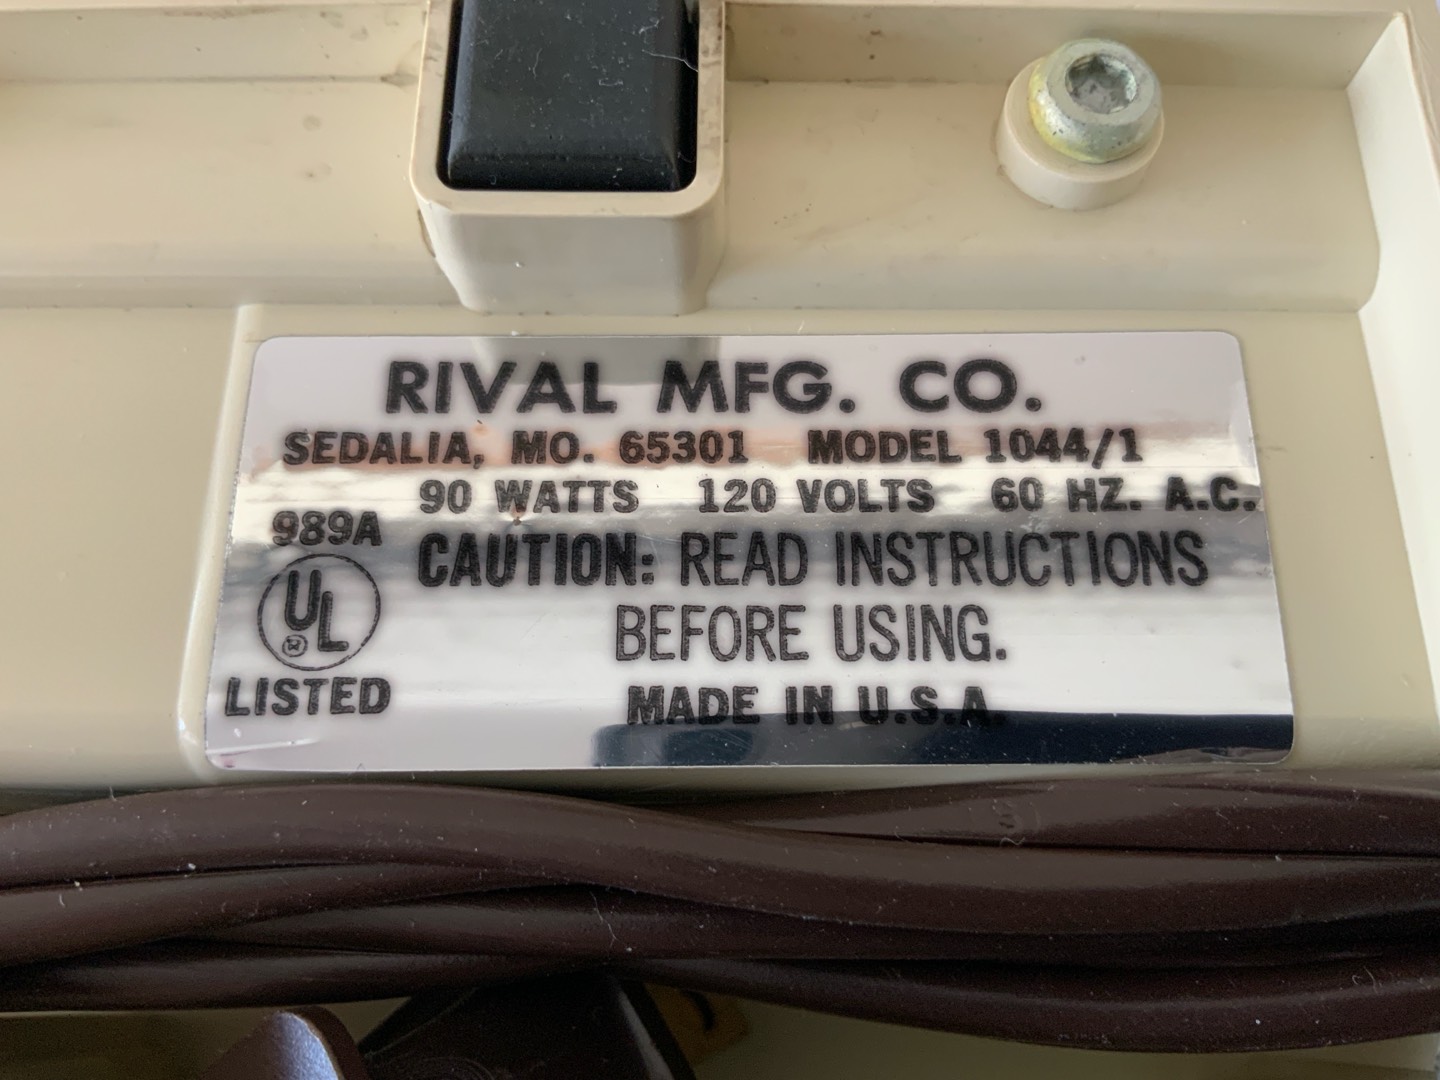 RIVAL MFG. CO.
SEDALIA, MO. 65301 MODEL 1044/1
90 WATTS 120 VOLTS 60 HZ. A.C.
989A
CAUTION: READ INSTRUCTIONS
BEFORE USING.
UL
LISTED
MADE IN U.S.A.